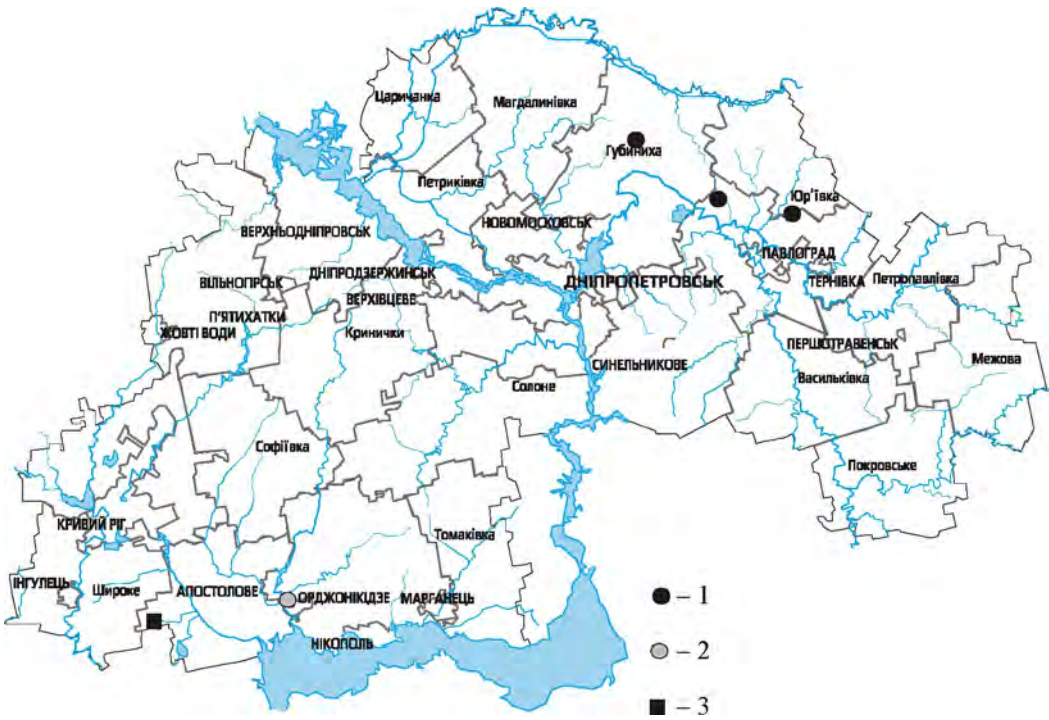 Царичанка
Магдалинівка
Губиниха
Петриківка
Юр'ївка
НОВОМОСКОВСЬК
ВЕРХНЬОДНІПРОВСЬК
ПАВЛОГРАД
ДНІПРОДЗЕРЖИНСЬК
ВІЛЬНОГІРСЬК
ДНІПРОПЕТРОВСЬК
ТЕРНІВКА
Петропавлівка
ВЕРХІВЦЕВЕ
П'ЯТИХАТКИ
ЖОВТІ ВОДИ
Кринички
ПЕРШОТРАВЕНСЬК
Межова
СИНЕЛЬНИКОВЕ
Васильківка
Солоне
Софіївка
Покровське
КРИВИЙ РІГ
Томаківка
ІНГУЛЕЦЬ
Широке
АПОСТОЛОВЕ
ОРДЖОНІКІДЗЕ
МАРГАНЕЦЬ
НІКОПОЛЬ
– 1
– 2
– 3